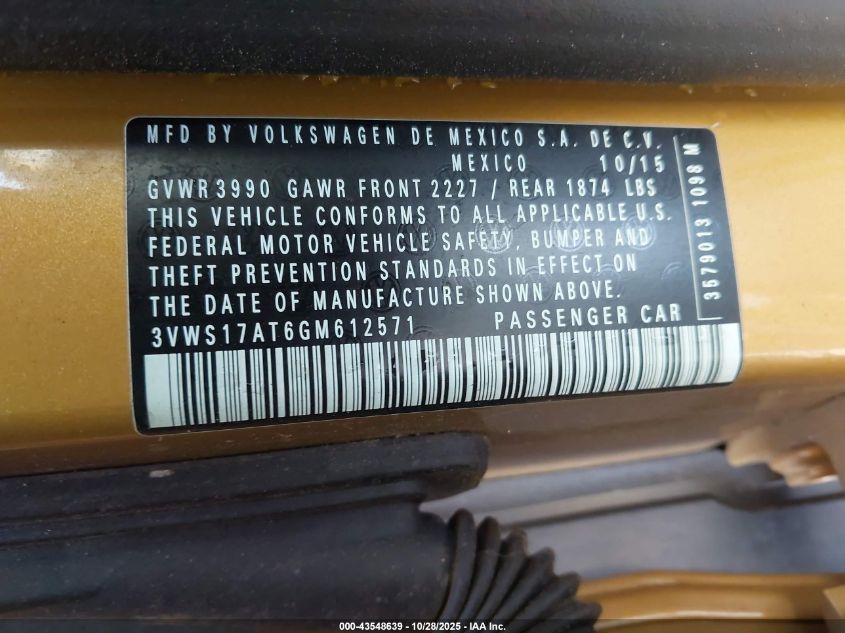 MFD BY VOLKSWAGEN DE MEXICO S.A. DE C.V.
MEXICO 10/15
GVWR 3990 GAWR FRONT 2227 / REAR 1874 LBS
THIS VEHICLE CONFORMS TO ALL APPLICABLE U.S.
FEDERAL MOTOR VEHICLE SAFETY, BUMPER AND
THEFT PREVENTION STANDARDS IN EFFECT ON
THE DATE OF MANUFACTURE SHOWN ABOVE.
3VWS17AT6GM612571 PASSENGER CAR
3679013 1098 M
000-43548639 | 10/28/2025 - IAA Inc.